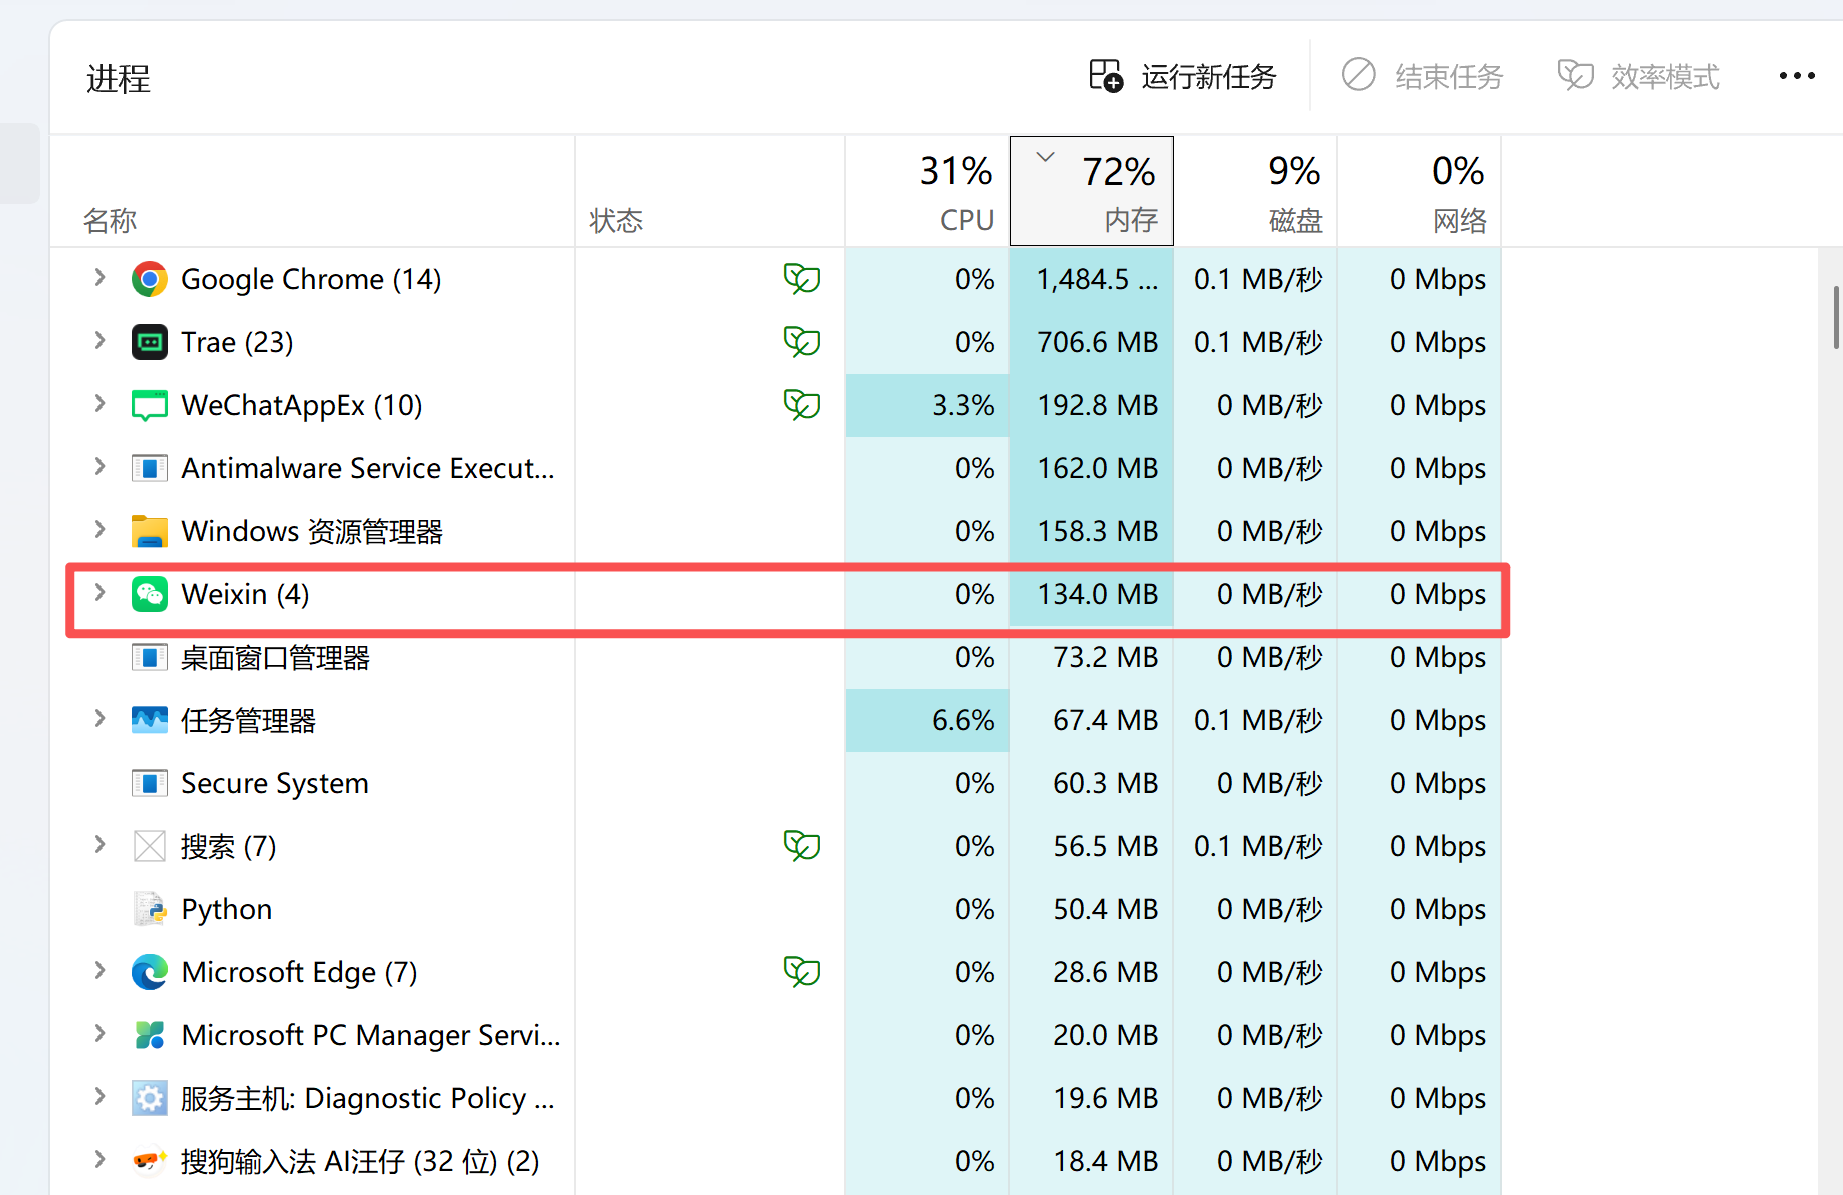 进程
运行新任务
结束任务
效率模式
31% 72% 9% 0%
名称 状态 CPU 内存 磁盘 网络
Google Chrome (14) 0% 1,484.5 ... 0.1 MB/秒 0 Mbps
Trae (23) 0% 706.6 MB 0.1 MB/秒 0 Mbps
WeChatAppEx (10) 3.3% 192.8 MB 0 MB/秒 0 Mbps
Antimalware Service Execut... 0% 162.0 MB 0 MB/秒 0 Mbps
Windows 资源管理器 0% 158.3 MB 0 MB/秒 0 Mbps
Weixin (4) 0% 134.0 MB 0 MB/秒 0 Mbps
桌面窗口管理器 0% 73.2 MB 0 MB/秒 0 Mbps
任务管理器 6.6% 67.4 MB 0.1 MB/秒 0 Mbps
Secure System 0% 60.3 MB 0 MB/秒 0 Mbps
搜索 (7) 0% 56.5 MB 0.1 MB/秒 0 Mbps
Python 0% 50.4 MB 0 MB/秒 0 Mbps
Microsoft Edge (7) 0% 28.6 MB 0 MB/秒 0 Mbps
Microsoft PC Manager Servi... 0% 20.0 MB 0 MB/秒 0 Mbps
服务主机: Diagnostic Policy ... 0% 19.6 MB 0 MB/秒 0 Mbps
搜狗输入法 AI汪仔 (32 位) (2) 0% 18.4 MB 0 MB/秒 0 Mbps